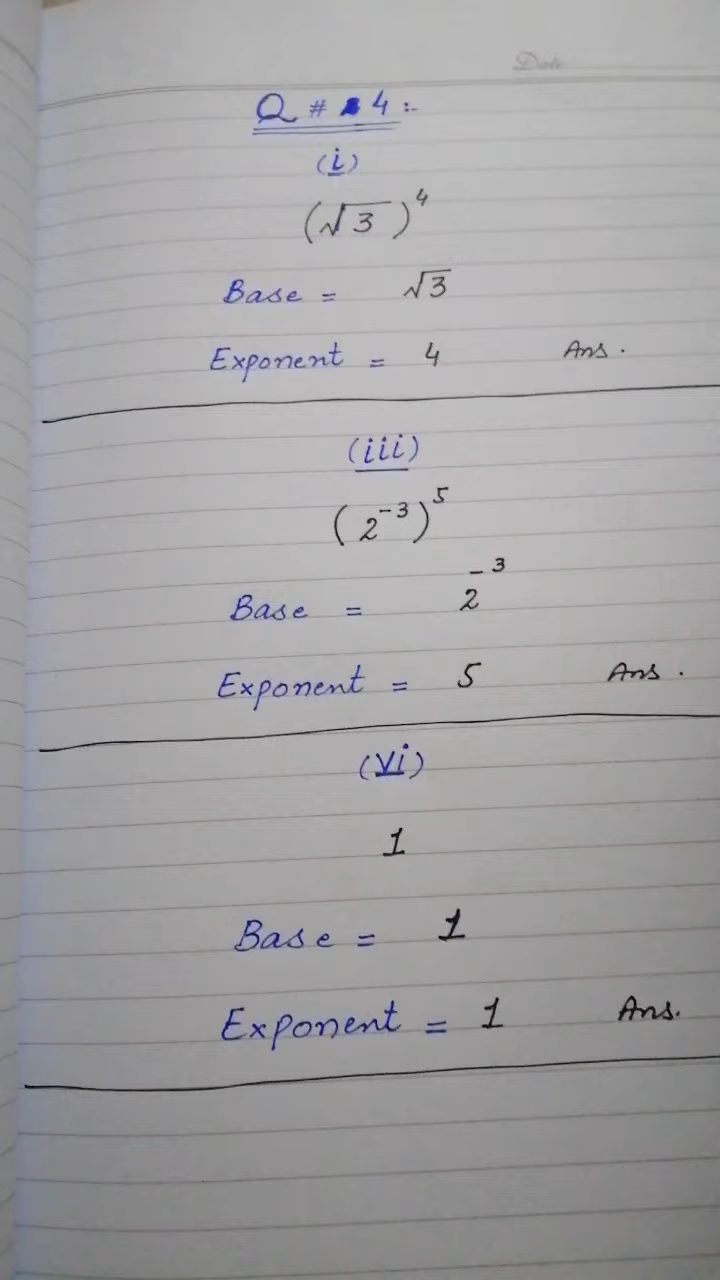 Date
Q # 4 :-
(i)
(√3)⁴
Base = √3
Exponent = 4 Ans.
(iii)
(2⁻³)⁵
Base = 2⁻³
Exponent = 5 Ans.
(vi)
1
Base = 1
Exponent = 1 Ans.